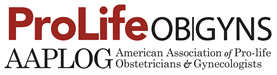 ProLife OB|GYNS
AAPLOG American Association of Pro-life
Obstetricians & Gynecologists